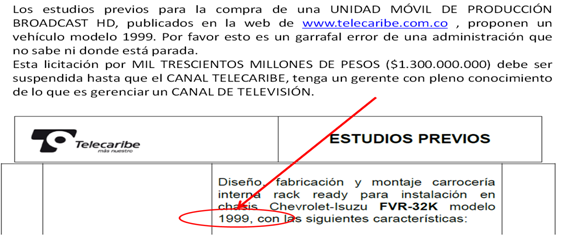 Los estudios previos para la compra de una UNIDAD MÓVIL DE PRODUCCIÓN
BROADCAST HD, publicados en la web de www.telecaribe.com.co , proponen un
vehículo modelo 1999. Por favor esto es un garrafal error de una administración que
no sabe ni donde está parada.
Esta licitación por MIL TRESCIENTOS MILLONES DE PESOS ($1.300.000.000) debe ser
suspendida hasta que el CANAL TELECARIBE, tenga un gerente con pleno conocimiento
de lo que es gerenciar un CANAL DE TELEVISIÓN.
Telecaribe
más nuestro
ESTUDIOS PREVIOS
Diseño, fabricación y montaje carrocería
interna rack ready para instalación en
chasis Chevrolet-Isuzu FVR-32K modelo
1999, con las siguientes características: